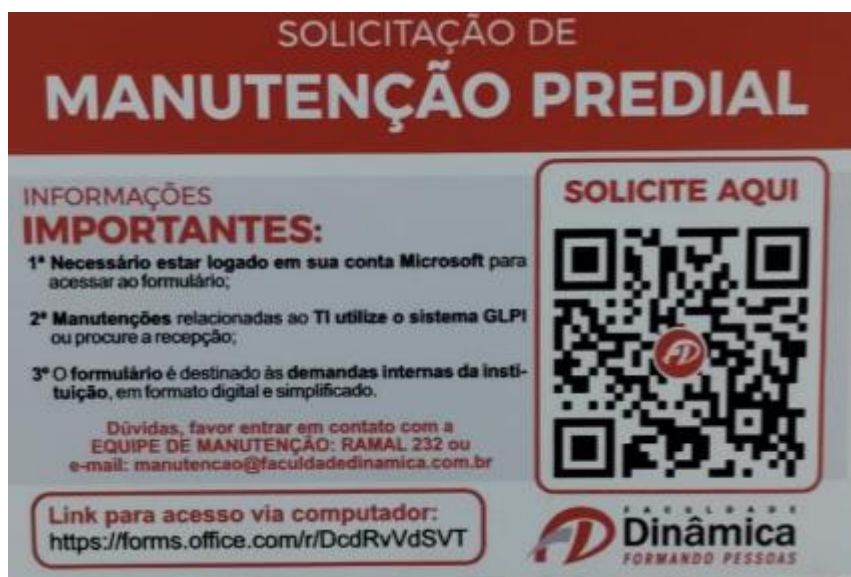 SOLICITAÇÃO DE
MANUTENÇÃO PREDIAL
INFORMAÇÕES
IMPORTANTES:
1ª Necessário estar logado em sua conta Microsoft para
acessar ao formulário;
2ª Manutenções relacionadas ao TI utilize o sistema GLPI
ou procure a recepção;
3ª O formulário é destinado às demandas internas da insti-
tuição, em formato digital e simplificado.
Dúvidas, favor entrar em contato com a
EQUIPE DE MANUTENÇÃO: RAMAL 232 ou
e-mail: manutencao@faculdadedinamica.com.br
Link para acesso via computador:
https://forms.office.com/r/DcdRvVdSVT
SOLICITE AQUI
FD
FACULDADE
Dinâmica
FORMANDO PESSOAS